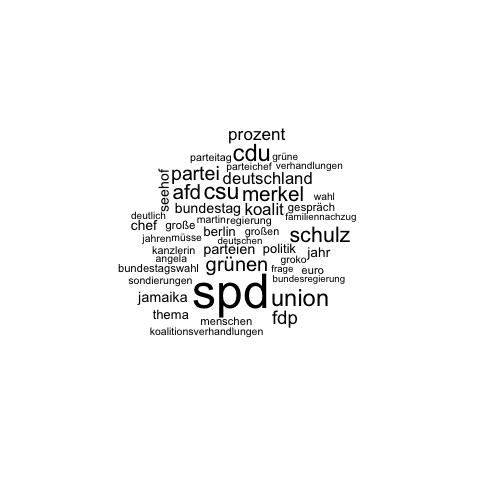 prozent
parteitag cdu grüne
parteichef verhandlungen
seehof partei deutschland
afd csu merkel wahl
bundestag koalit gespräch
deutlich martin regierung familiennachzug
chef große berlin großen schulz
jahren müsse deutschen
kanzlerin parteien politik jahr
angela groko
bundestagswahl grünen frage euro
sondierungen spd bundesregierung
jamaika union
thema menschen fdp
koalitionsverhandlungen